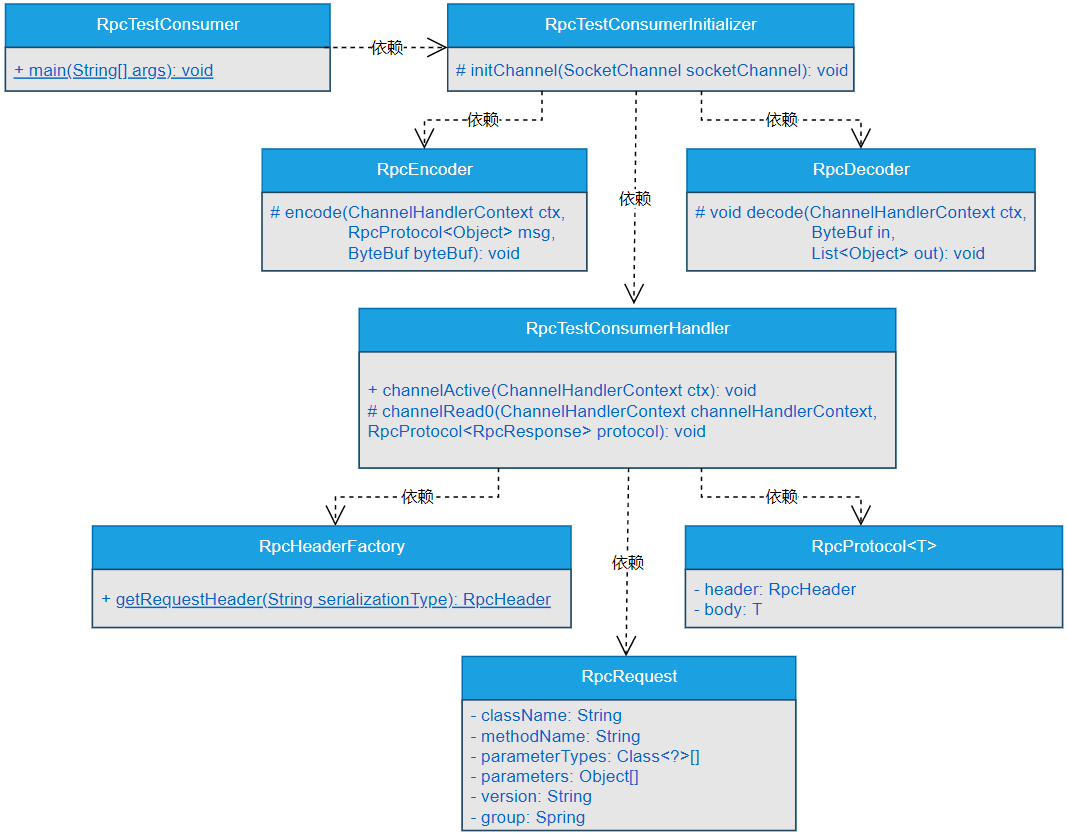 RpcTestConsumer
+ main(String[] args): void
依赖
RpcTestConsumerInitializer
# initChannel(SocketChannel socketChannel): void
依赖
依赖
依赖
RpcEncoder
# encode(ChannelHandlerContext ctx,
RpcProtocol<Object> msg,
ByteBuf byteBuf): void
RpcDecoder
# void decode(ChannelHandlerContext ctx,
ByteBuf in,
List<Object> out): void
RpcTestConsumerHandler
+ channelActive(ChannelHandlerContext ctx): void
# channelRead0(ChannelHandlerContext channelHandlerContext,
RpcProtocol<RpcResponse> protocol): void
依赖
依赖
依赖
RpcHeaderFactory
+ getRequestHeader(String serializationType): RpcHeader
RpcProtocol<T>
- header: RpcHeader
- body: T
RpcRequest
- className: String
- methodName: String
- parameterTypes: Class<?>[]
- parameters: Object[]
- version: String
- group: Spring